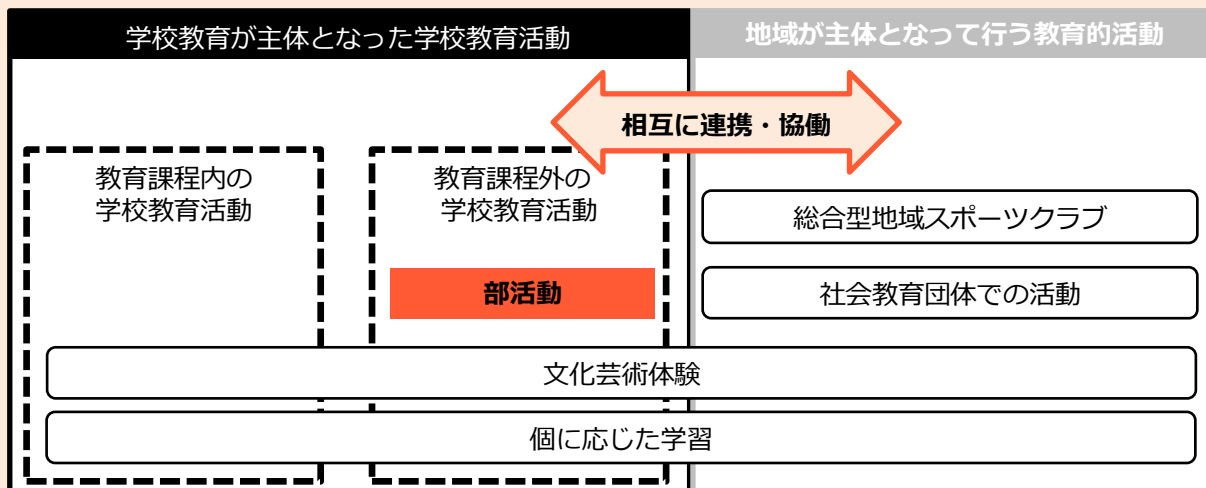 学校教育が主体となった学校教育活動
地域が主体となって行う教育的活動
相互に連携・協働
教育課程内の
学校教育活動
教育課程外の
学校教育活動
総合型地域スポーツクラブ
部活動
社会教育団体での活動
文化芸術体験
個に応じた学習